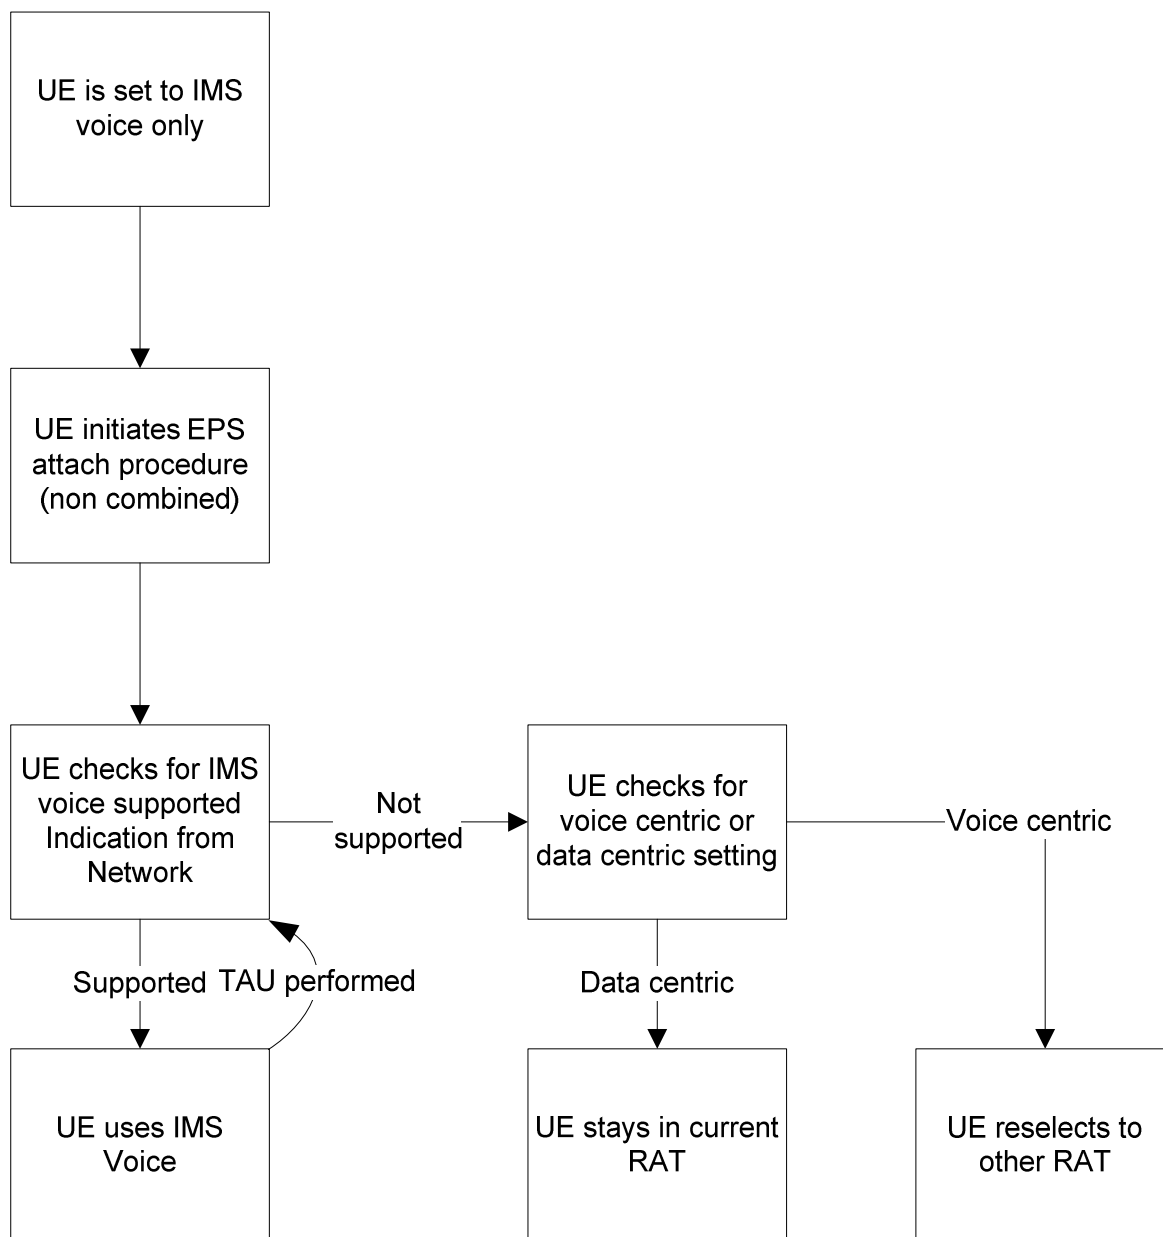 UE is set to IMS
voice only
UE initiates EPS
attach procedure
(non combined)
UE checks for IMS
voice supported
Indication from
Network
Not
supported
UE checks for
voice centric or
data centric setting
Voice centric
Supported
TAU performed
Data centric
UE uses IMS
Voice
UE stays in current
RAT
UE reselects to
other RAT